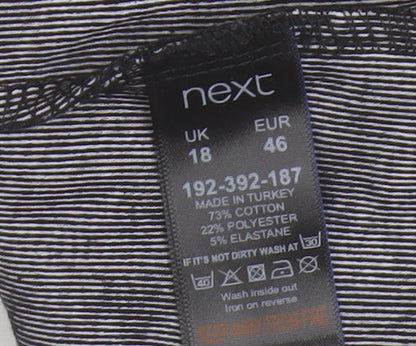 next
UK EUR
18 46
192-392-187
MADE IN TURKEY
73% COTTON
22% POLYESTER
5% ELASTANE
IF IT'S NOT DIRTY WASH AT 30
40
Wash inside out
Iron on reverse